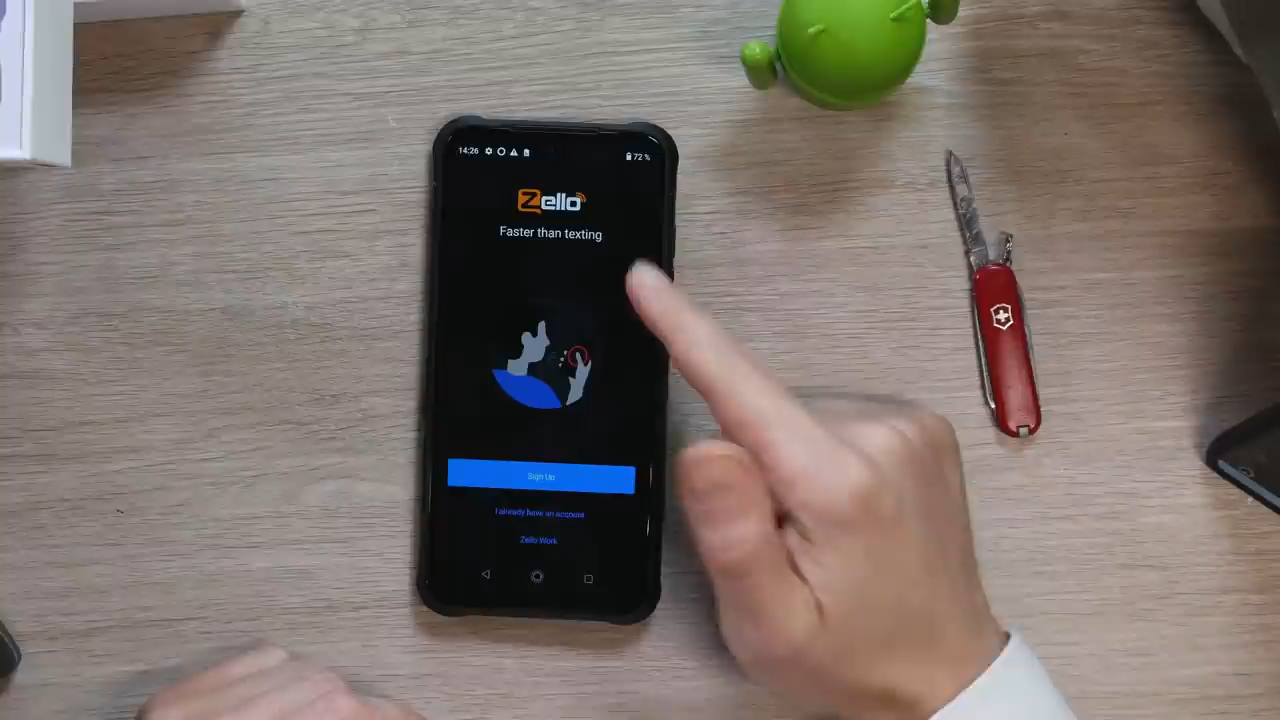 14:26
72 %
Zello
Faster than texting
Sign Up
I already have an account
Zello Work